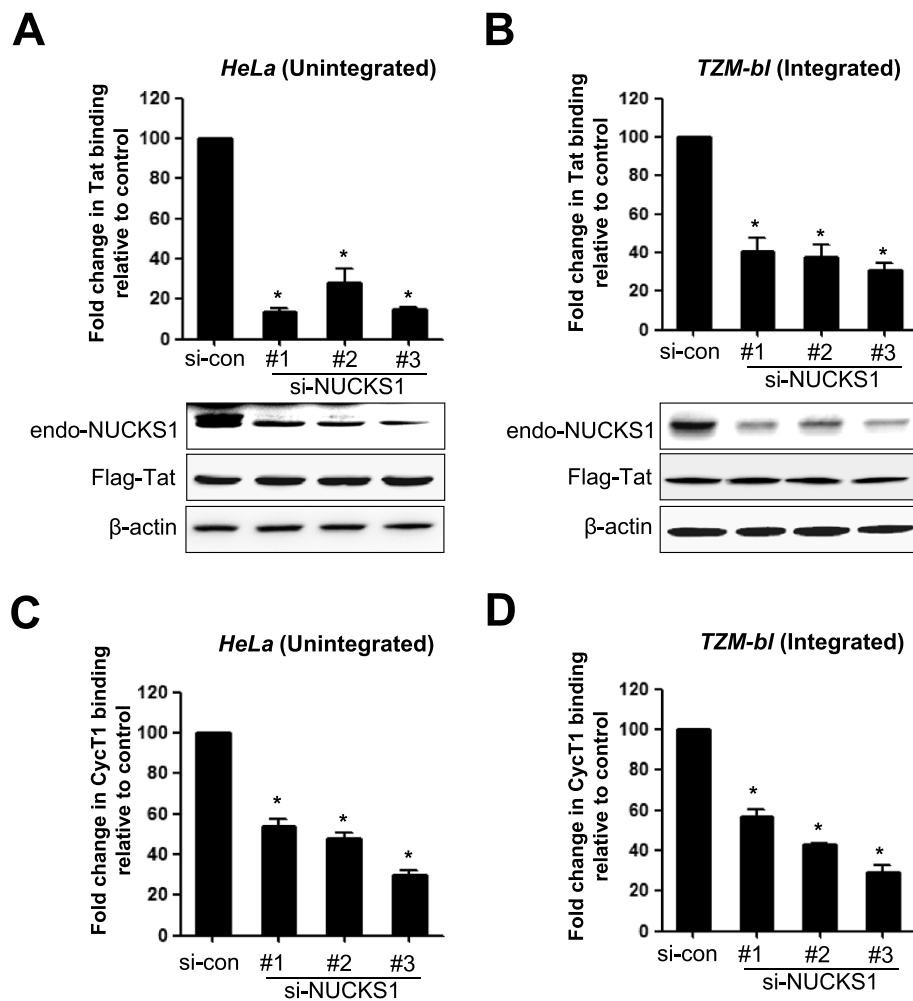 A
HeLa (Unintegrated)
Fold change in Tat binding
relative to control
120
100
80
60
40
20
0
*
*
*
si-con
#1
#2
#3
si-NUCKS1
endo-NUCKS1
Flag-Tat
β-actin
B
TZM-bl (Integrated)
Fold change in Tat binding
relative to control
120
100
80
60
40
20
0
*
*
*
si-con
#1
#2
#3
si-NUCKS1
endo-NUCKS1
Flag-Tat
β-actin
C
HeLa (Unintegrated)
Fold change in CycT1 binding
relative to control
120
100
80
60
40
20
0
*
*
*
si-con
#1
#2
#3
si-NUCKS1
D
TZM-bl (Integrated)
Fold change in CycT1 binding
relative to control
120
100
80
60
40
20
0
*
*
*
si-con
#1
#2
#3
si-NUCKS1